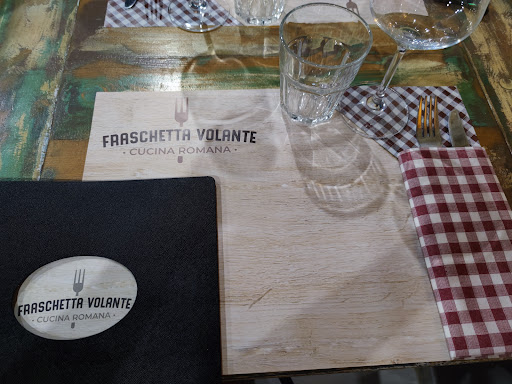 FRASCHETTA VOLANTE
· CUCINA ROMANA ·
FRASCHETTA VOLANTE
· CUCINA ROMANA ·